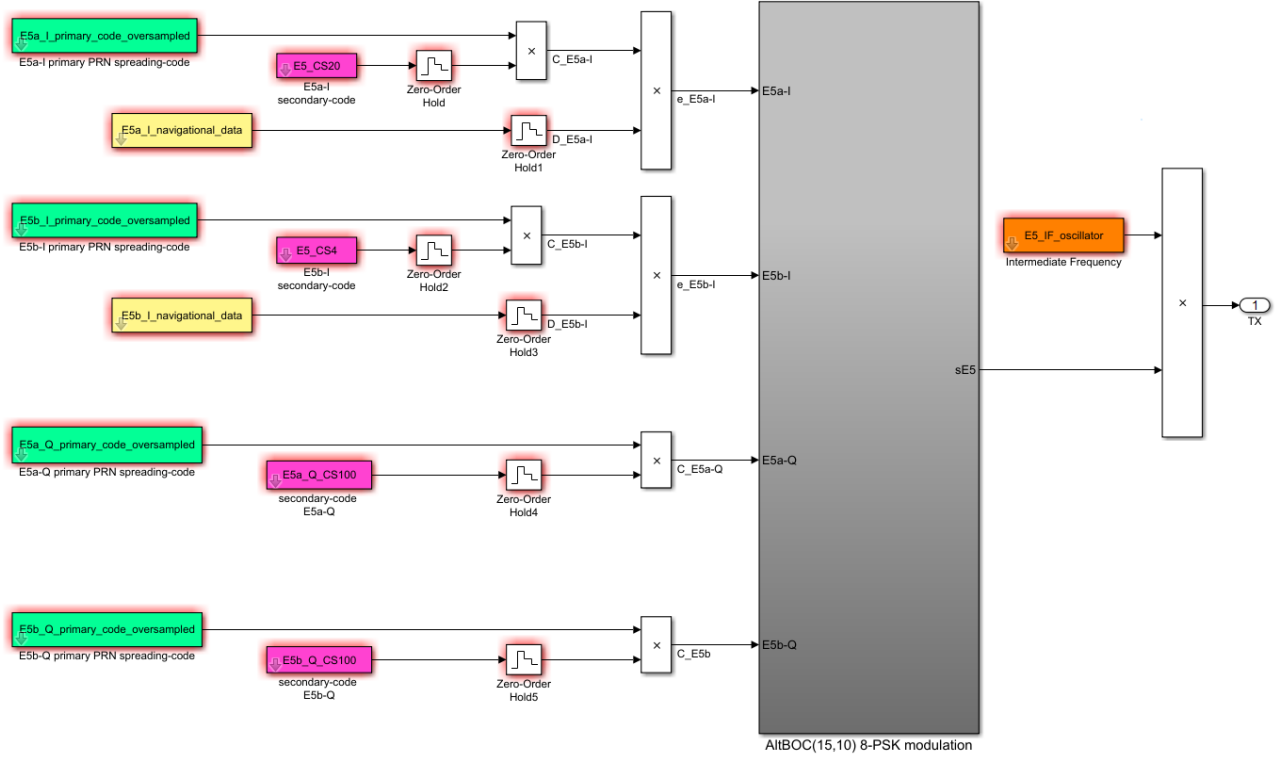 E5a_I_primary_code_oversampled
E5a-I primary PRN spreading-code
E5_CS20
E5a-I
secondary-code
Zero-Order
Hold
×
C_E5a-I
E5a_I_navigational_data
Zero-Order
Hold1
D_E5a-I
×
e_E5a-I
E5a-I
E5b_I_primary_code_oversampled
E5b-I primary PRN spreading-code
E5_CS4
E5b-I
secondary-code
Zero-Order
Hold2
×
C_E5b-I
E5b_I_navigational_data
Zero-Order
Hold3
D_E5b-I
×
e_E5b-I
E5b-I
E5a_Q_primary_code_oversampled
E5a-Q primary PRN spreading-code
E5a_Q_CS100
secondary-code
E5a-Q
Zero-Order
Hold4
×
C_E5a-Q
E5a-Q
E5b_Q_primary_code_oversampled
E5b-Q primary PRN spreading-code
E5b_Q_CS100
secondary-code
E5b-Q
Zero-Order
Hold5
×
C_E5b
E5b-Q
sE5
AltBOC(15,10) 8-PSK modulation
E5_IF_oscillator
Intermediate Frequency
×
1
TX